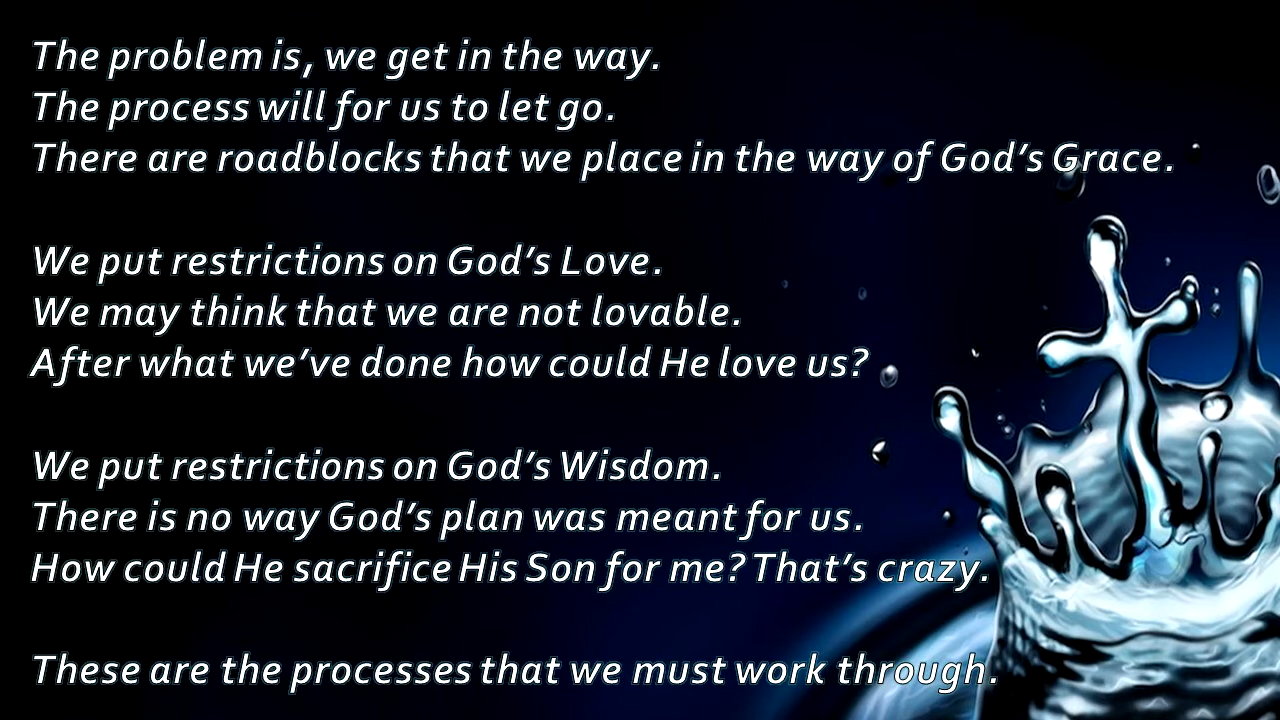 The problem is, we get in the way.
The process will for us to let go.
There are roadblocks that we place in the way of God’s Grace.
We put restrictions on God’s Love.
We may think that we are not lovable.
After what we’ve done how could He love us?
We put restrictions on God’s Wisdom.
There is no way God’s plan was meant for us.
How could He sacrifice His Son for me? That’s crazy.
These are the processes that we must work through.